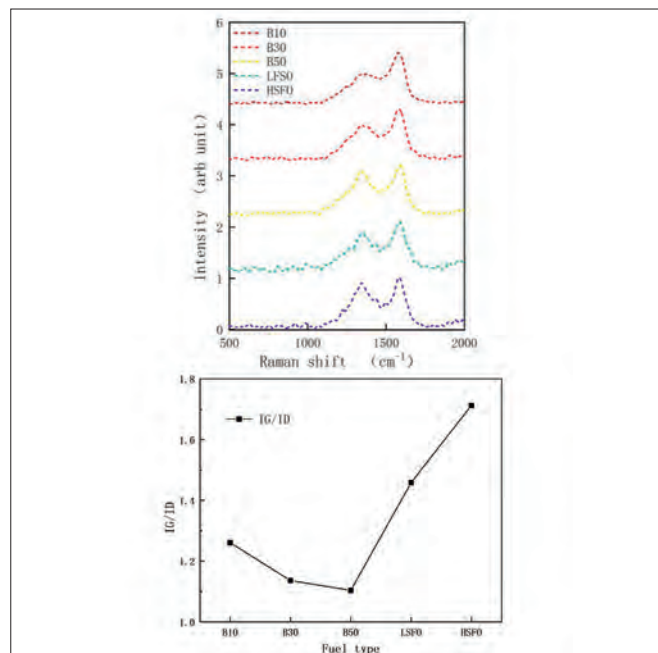 6
B10
B30
B50
LFSO
HSFO
5
4
3
2
1
0
Intensity (arb unit)
500 1000 1500 2000
Raman shift (cm⁻¹)
1.8
IG/ID
1.6
1.4
1.2
1.0
IG/ID
B10 B30 B50 LSFO HSFO
Fuel type